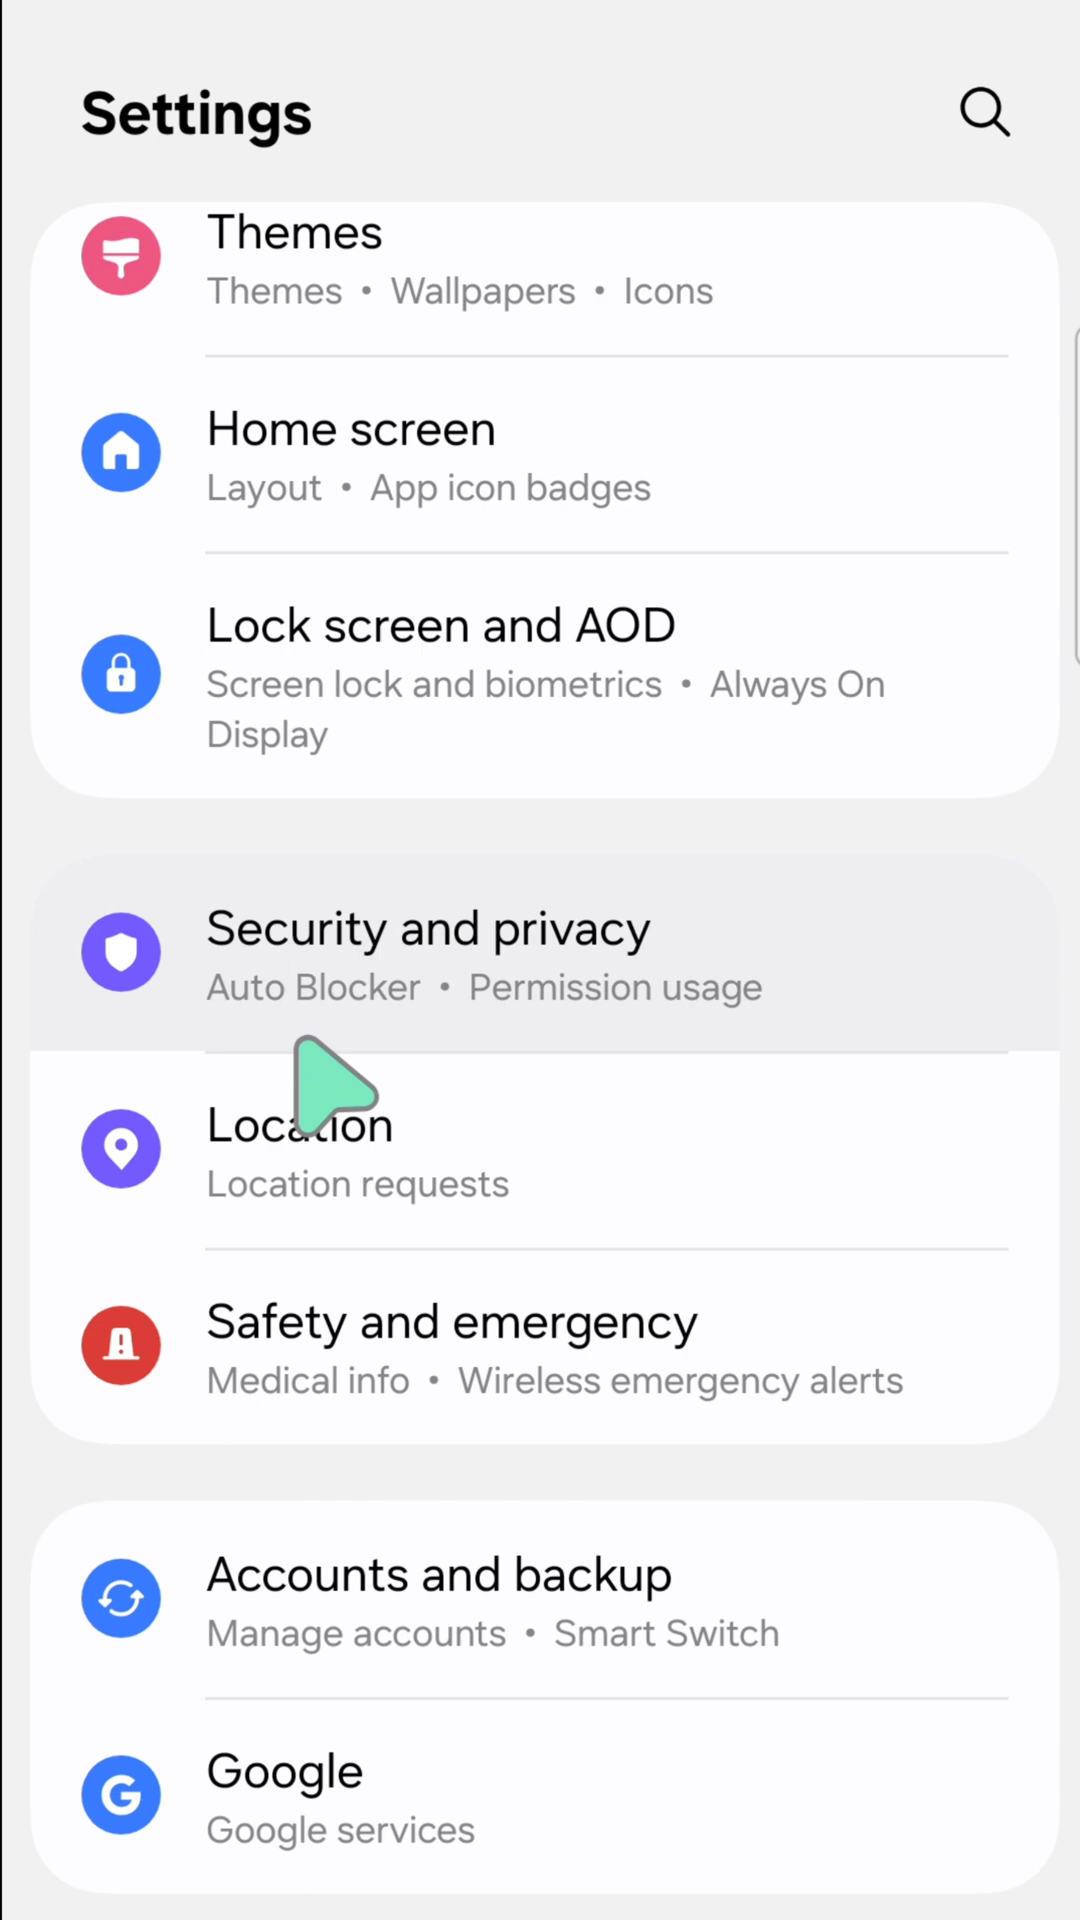 Settings
Themes
Themes • Wallpapers • Icons
Home screen
Layout • App icon badges
Lock screen and AOD
Screen lock and biometrics • Always On
Display
Security and privacy
Auto Blocker • Permission usage
Location
Location requests
Safety and emergency
Medical info • Wireless emergency alerts
Accounts and backup
Manage accounts • Smart Switch
Google
Google services